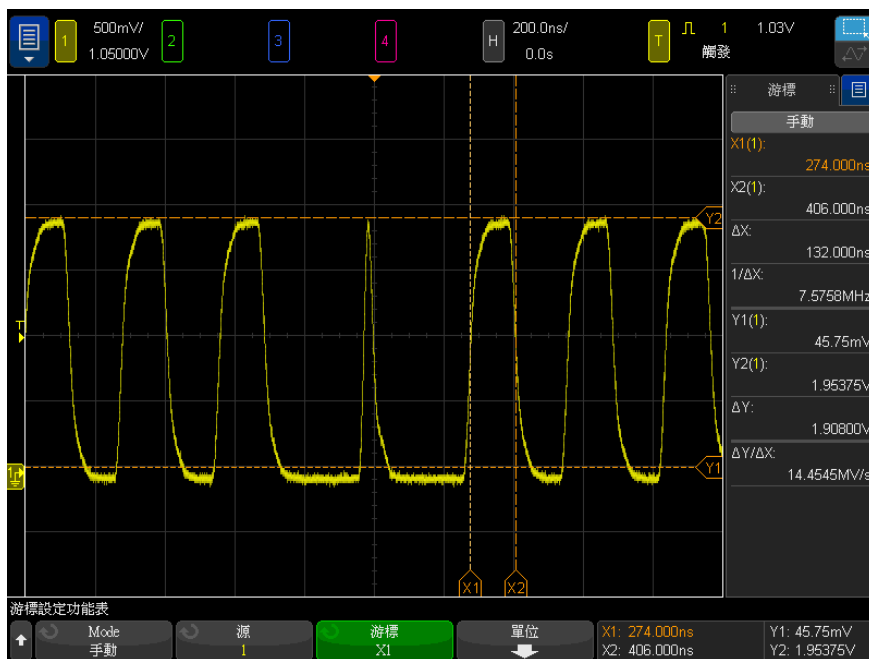 1 500mV/ 2 3 4 H 200.0ns/ T 1 1.03V
1.05000V 0.0s 觸發
游標
手動
X1(1):
274.000ns
X2(1):
406.000ns
ΔX:
132.000ns
1/ΔX:
7.5758MHz
Y1(1):
45.75mV
Y2(1):
1.95375V
ΔY:
1.90800V
ΔY/ΔX:
14.4545MV/s
Y2
T
1
Y1
X1 X2
游標設定功能表
Mode 源 游標 單位 X1: 274.000ns Y1: 45.75mV
手動 1 X1 X2: 406.000ns Y2: 1.95375V